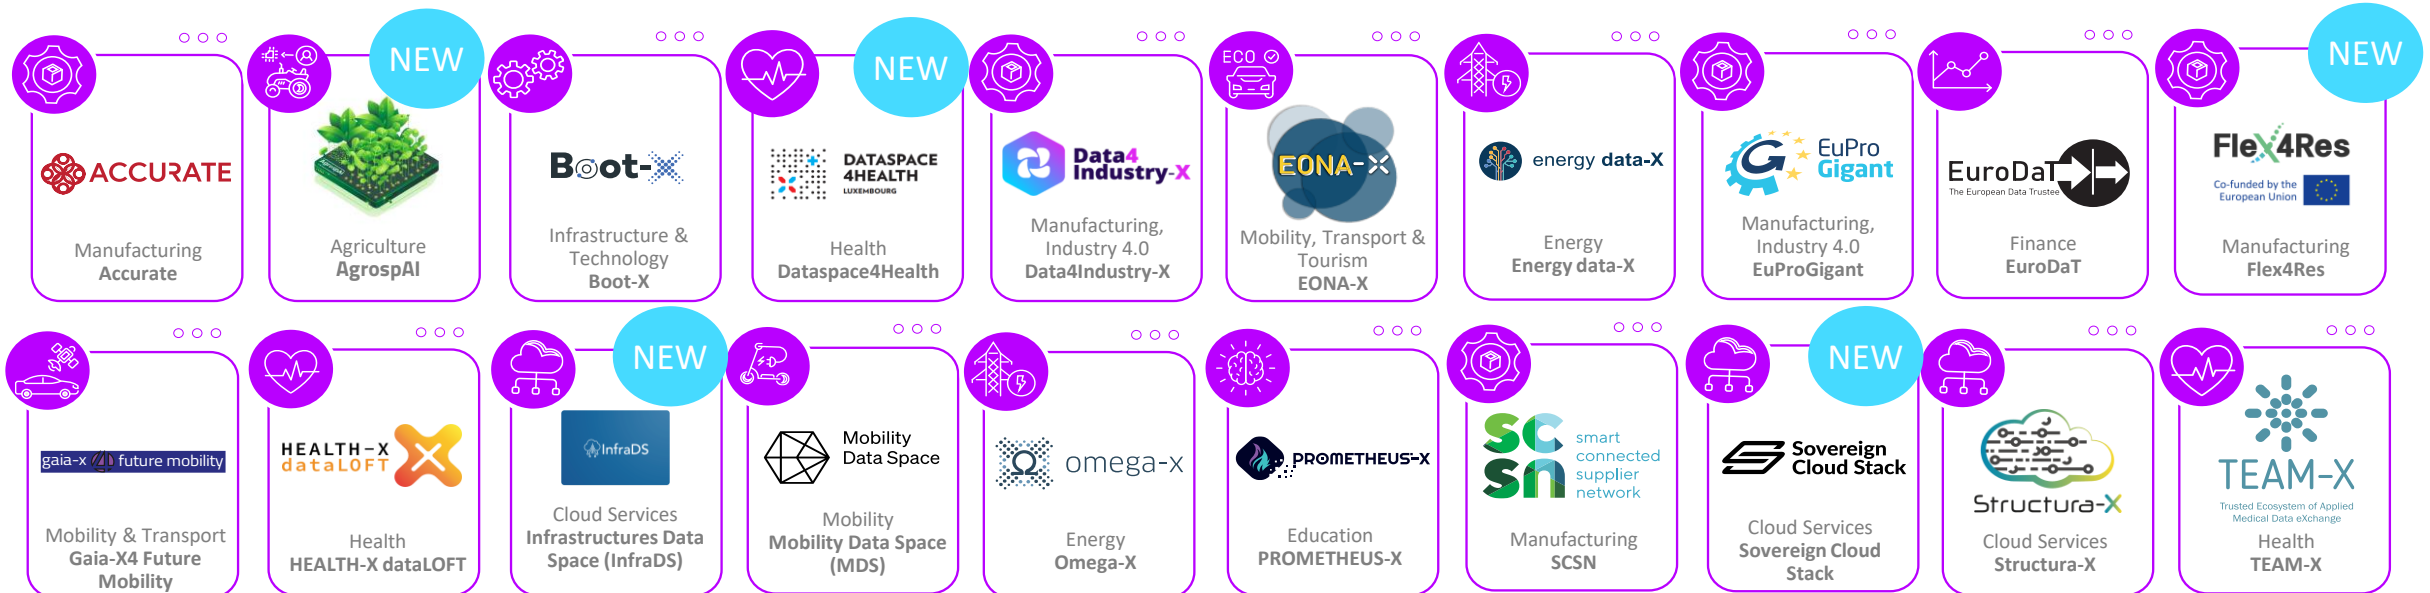 ACCURATE
Manufacturing
Accurate
NEW
Agriculture
AgrospAI
Boot-X
Infrastructure &
Technology
Boot-X
NEW
DATASPACE
4HEALTH
LUXEMBOURG
Health
Dataspace4Health
Data4
Industry-X
Manufacturing,
Industry 4.0
Data4Industry-X
ECO
EONA-X
Mobility, Transport &
Tourism
EONA-X
energy data-X
Energy
Energy data-X
EuPro
Gigant
Manufacturing,
Industry 4.0
EuProGigant
EuroDaT
The European Data Trustee
Finance
EuroDaT
NEW
Flex4Res
Co-funded by the
European Union
Manufacturing
Flex4Res
gaia-x 4 future mobility
Mobility & Transport
Gaia-X4 Future
Mobility
HEALTH-X
dataLOFT
Health
HEALTH-X dataLOFT
NEW
InfraDS
Cloud Services
Infrastructures Data
Space (InfraDS)
Mobility
Data Space
Mobility
Mobility Data Space
(MDS)
Ω
omega-x
Energy
Omega-X
PROMETHEUS-X
Education
PROMETHEUS-X
SC
SN
smart
connected
supplier
network
Manufacturing
SCSN
NEW
Sovereign
Cloud Stack
Cloud Services
Sovereign Cloud
Stack
Structura-X
Cloud Services
Structura-X
TEAM-X
Trusted Ecosystem of Applied
Medical Data eXchange
Health
TEAM-X